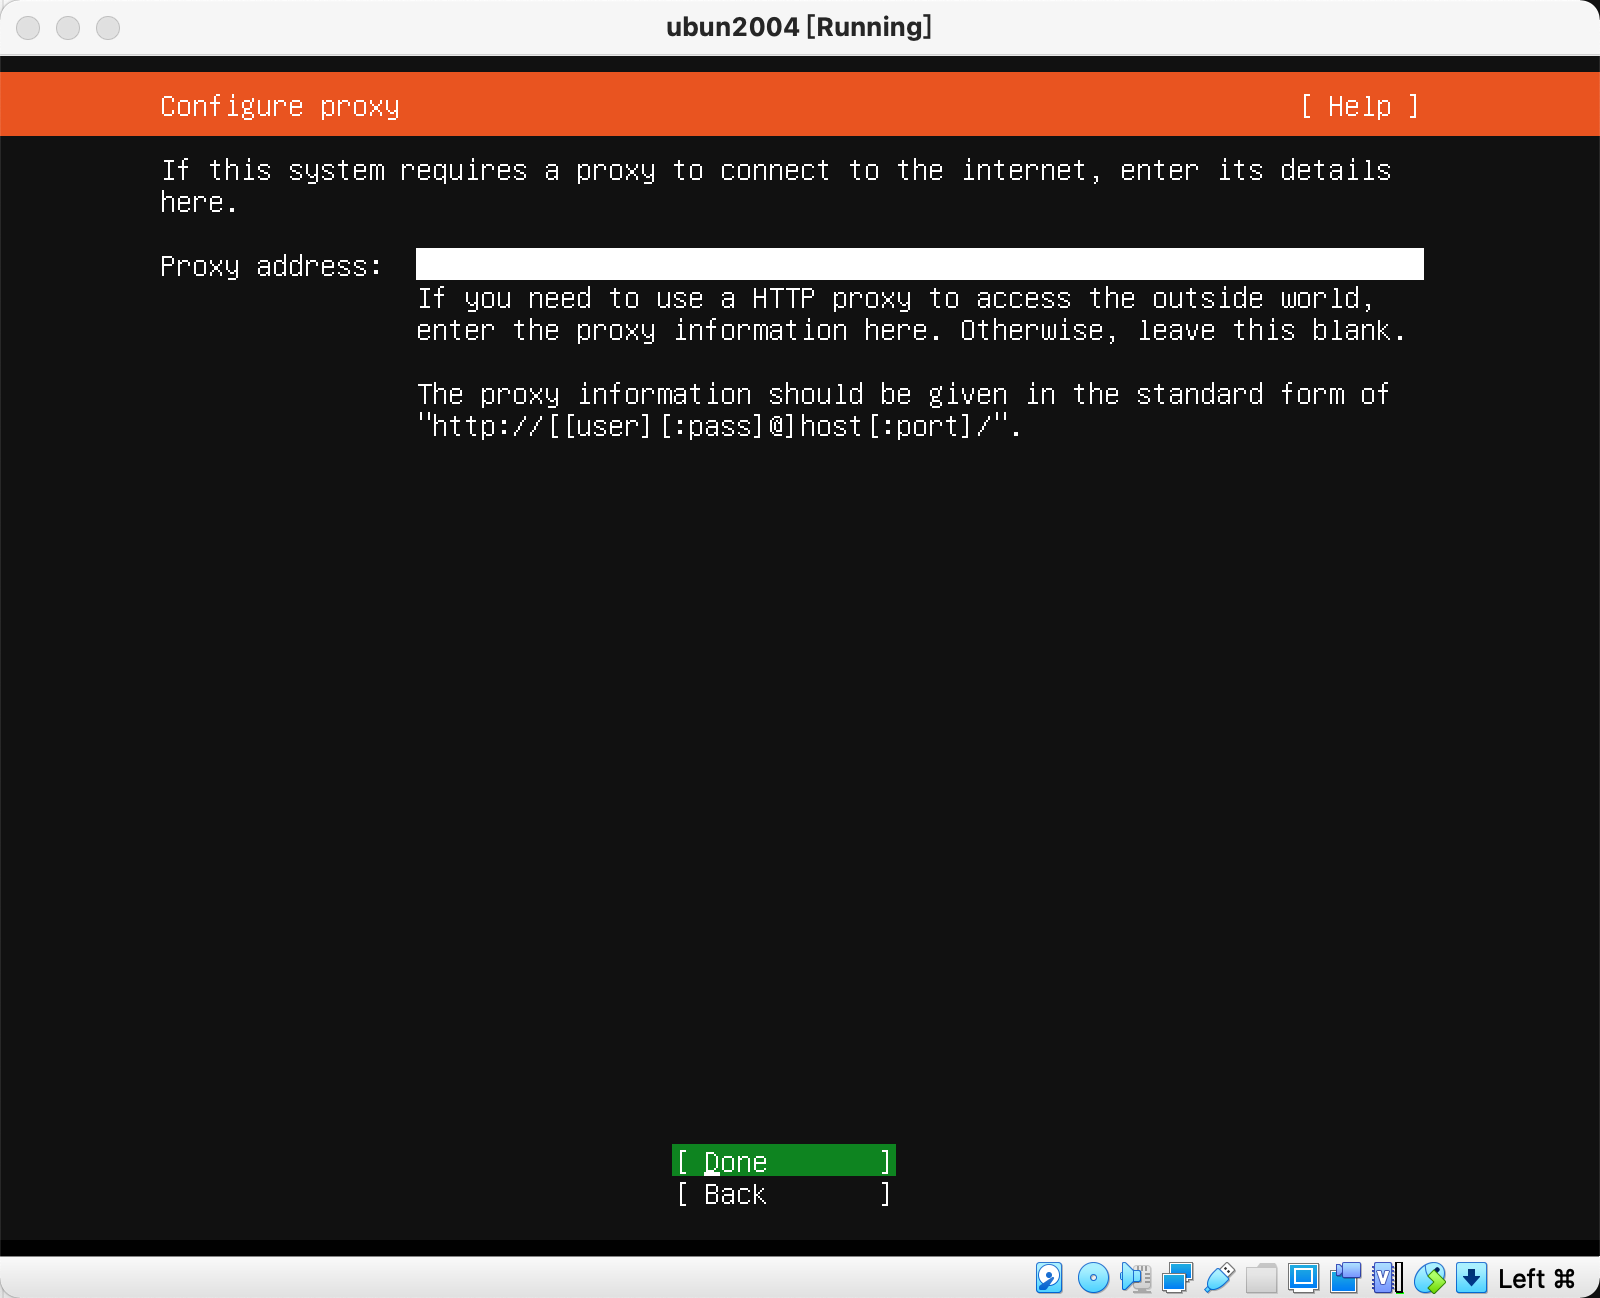 ubun2004 [Running]
Configure proxy [ Help ]
If this system requires a proxy to connect to the internet, enter its details
here.
Proxy address:
If you need to use a HTTP proxy to access the outside world,
enter the proxy information here. Otherwise, leave this blank.
The proxy information should be given in the standard form of
"http://[[user][:pass]@]host[:port]/".
[ Done ]
[ Back ]
Left ⌘